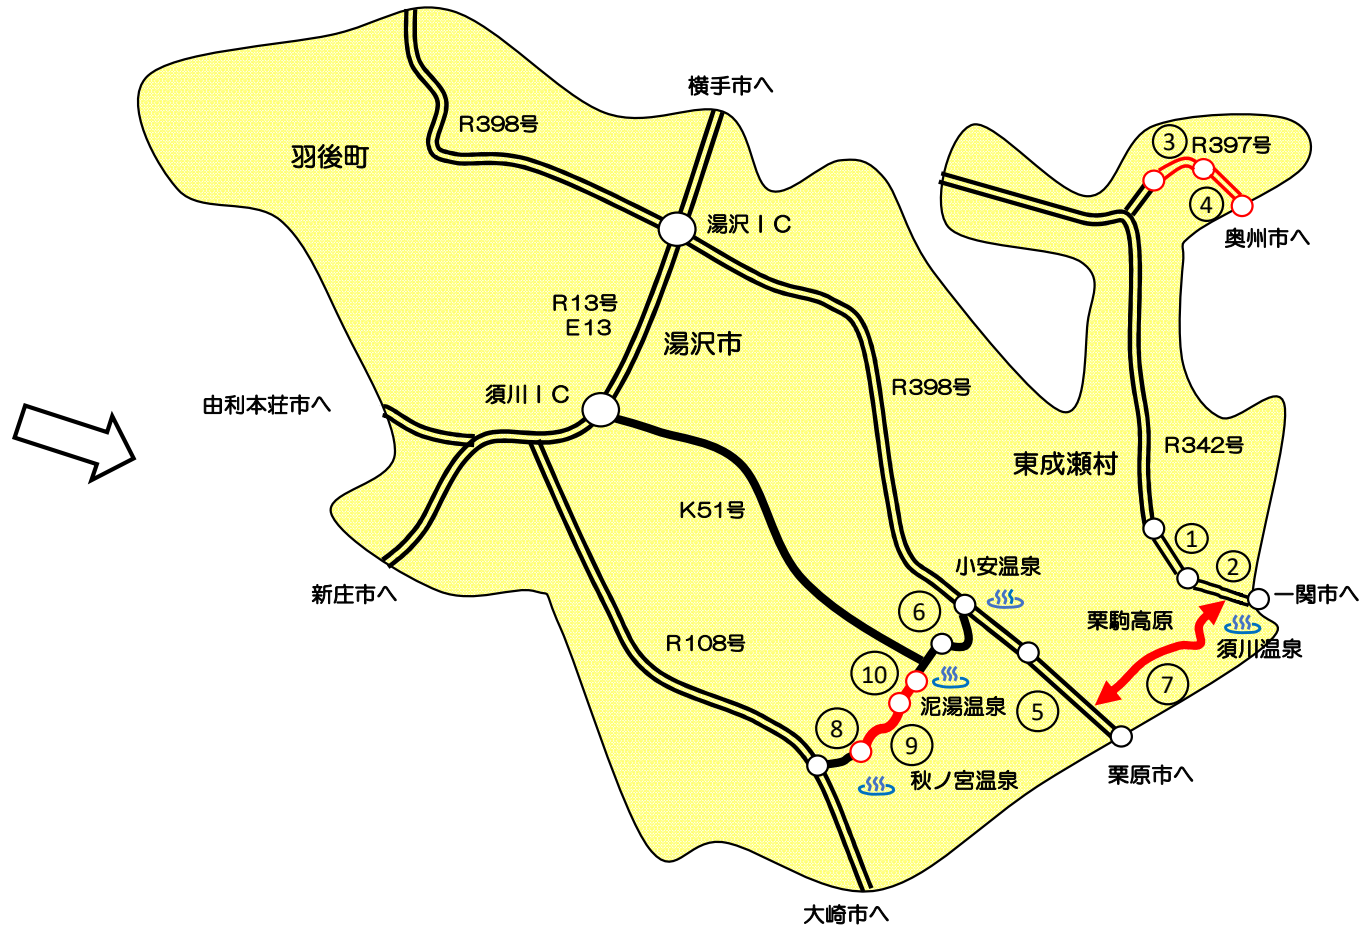 横手市へ
R398号
③
R397号
羽後町
④
湯沢IC
奥州市へ
R13号
E13
湯沢市
須川IC
R398号
由利本荘市へ
R342号
東成瀬村
K51号
①
小安温泉
②
新庄市へ
一関市へ
⑥
栗駒高原
R108号
須川温泉
⑩
⑦
泥湯温泉
⑤
⑧
⑨
栗原市へ
秋ノ宮温泉
大崎市へ